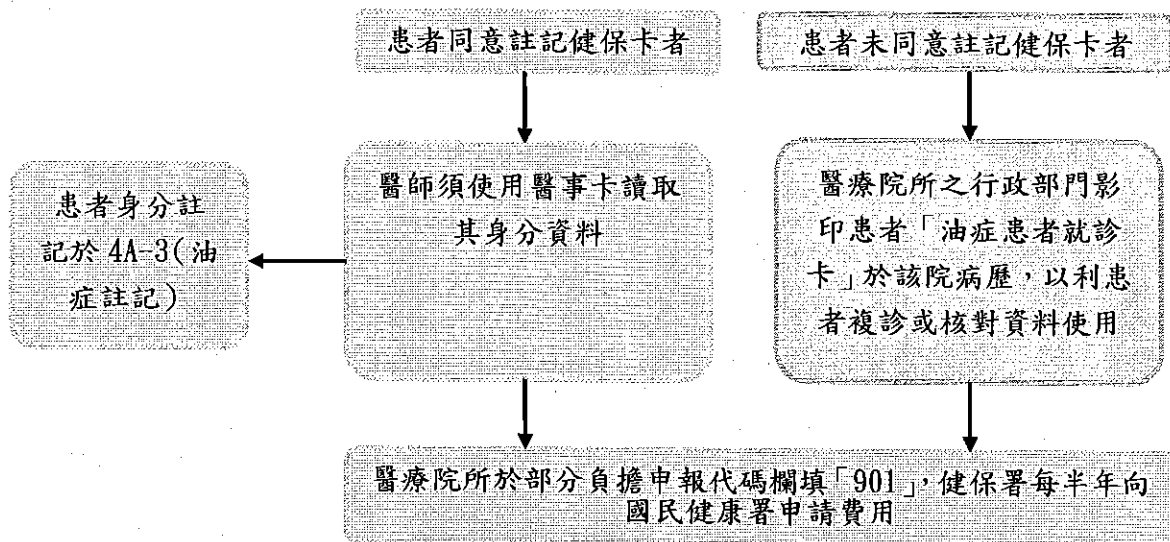 患者同意註記健保卡者
患者未同意註記健保卡者
患者身分註
記於 4A-3(油
症註記)
醫師須使用醫事卡讀取
其身分資料
醫療院所之行政部門影
印患者「油症患者就診
卡」於該院病歷,以利患
者複診或核對資料使用
醫療院所於部分負擔申報代碼欄填「901」,健保署每半年向
國民健康署申請費用